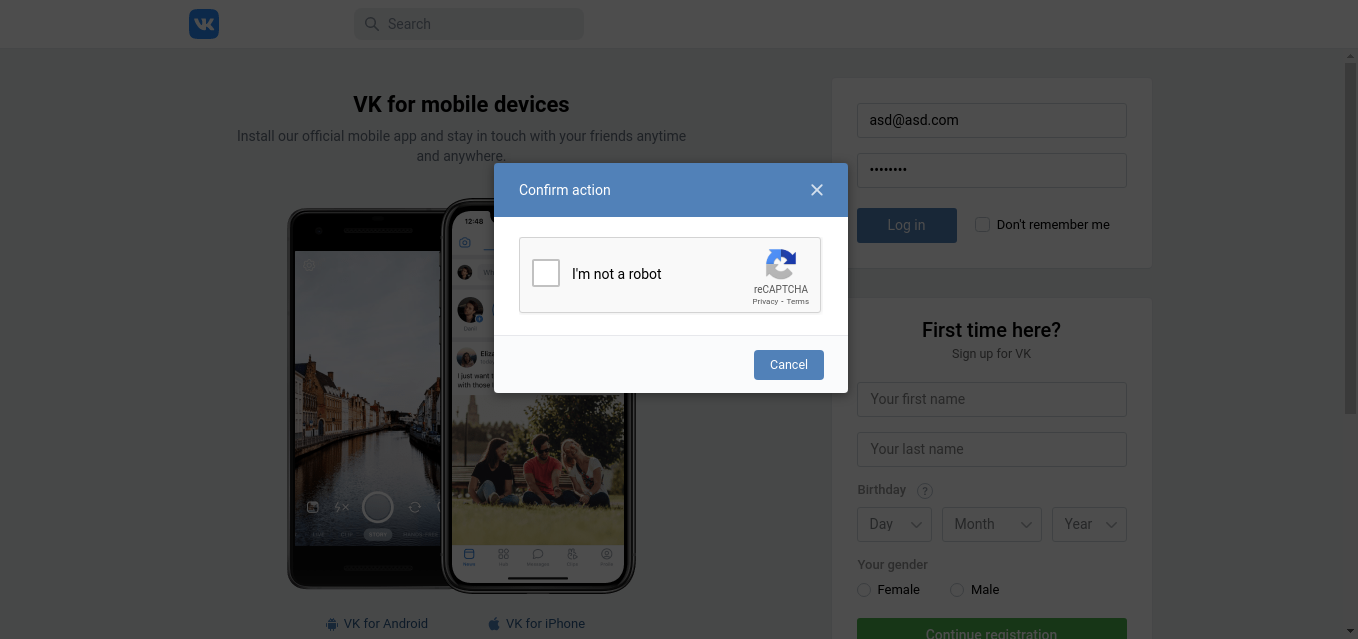 Search
VK for mobile devices
Install our official mobile app and stay in touch with your friends anytime
and anywhere.
asd@asd.com
••••••••
Log in
Don't remember me
Confirm action
I'm not a robot
reCAPTCHA
Privacy - Terms
Cancel
12:48
First time here?
Sign up for VK
Your first name
Your last name
Birthday ?
Day
Month
Year
Your gender
Female
Male
Continue registration
VK for Android
VK for iPhone